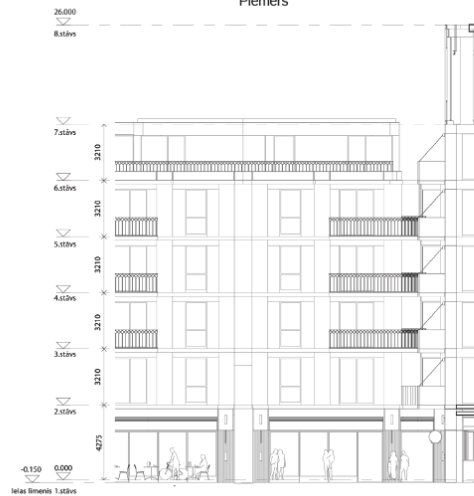 Piemērs
26.000
8.stāvs
7.stāvs
3210
6.stāvs
3210
5.stāvs
3210
4.stāvs
3210
3.stāvs
3210
2.stāvs
4275
-0.150 0.000
Ielas līmenis 1.stāvs